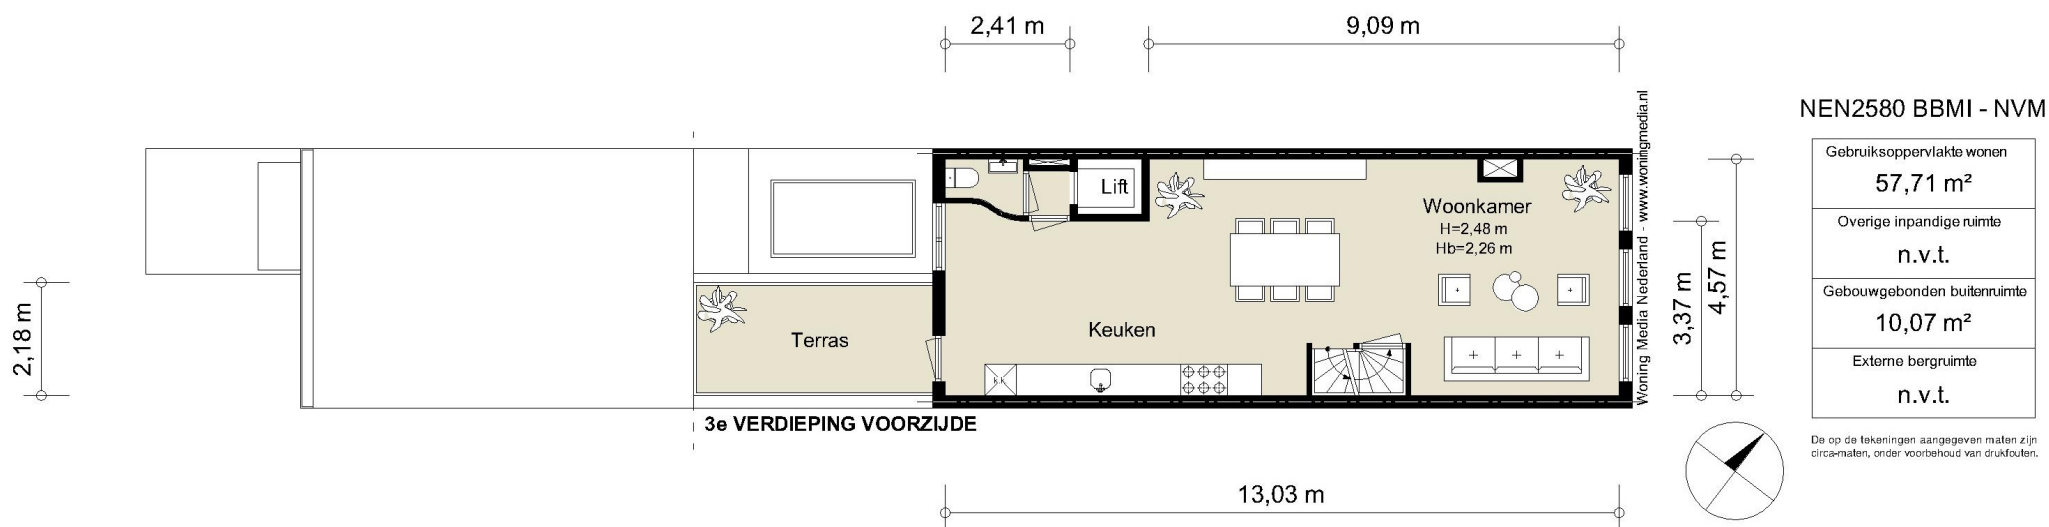 2,41 m
9,09 m
NEN2580 BBMI - NVM
Gebruiksoppervlakte wonen
57,71 m²
Overige inpandige ruimte
n.v.t.
Gebouwgebonden buitenruimte
10,07 m²
Externe bergruimte
n.v.t.
De op de tekeningen aangegeven maten zijn
circa-maten, onder voorbehoud van drukfouten.
Lift
Woonkamer
H=2,48 m
Hb=2,26 m
Keuken
Terras
k.k
2,18 m
3,37 m
4,57 m
Woning Media Nederland - www.woningmedia.nl
3e VERDIEPING VOORZIJDE
13,03 m